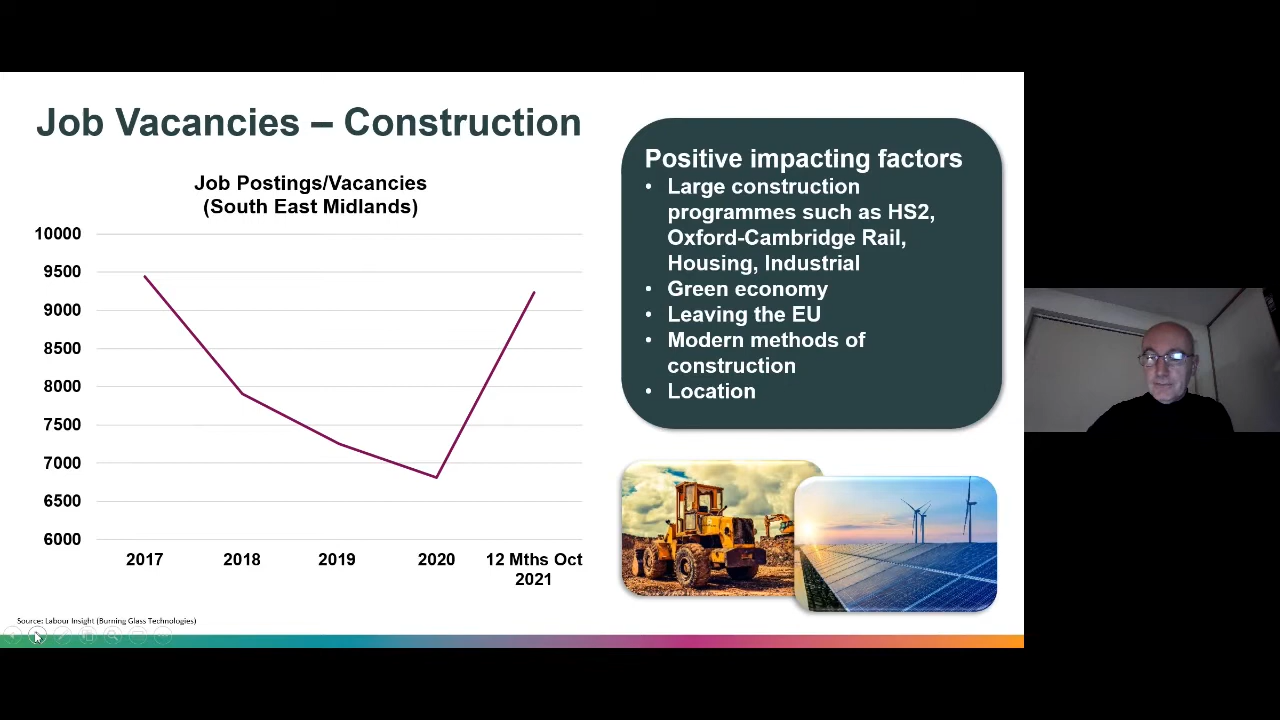 Job Vacancies – Construction
Job Postings/Vacancies
(South East Midlands)
10000
9500
9000
8500
8000
7500
7000
6500
6000
2017
2018
2019
2020
12 Mths Oct
2021
Positive impacting factors
• Large construction
programmes such as HS2,
Oxford-Cambridge Rail,
Housing, Industrial
• Green economy
• Leaving the EU
• Modern methods of
construction
• Location
Source: Labour Insight (Burning Glass Technologies)